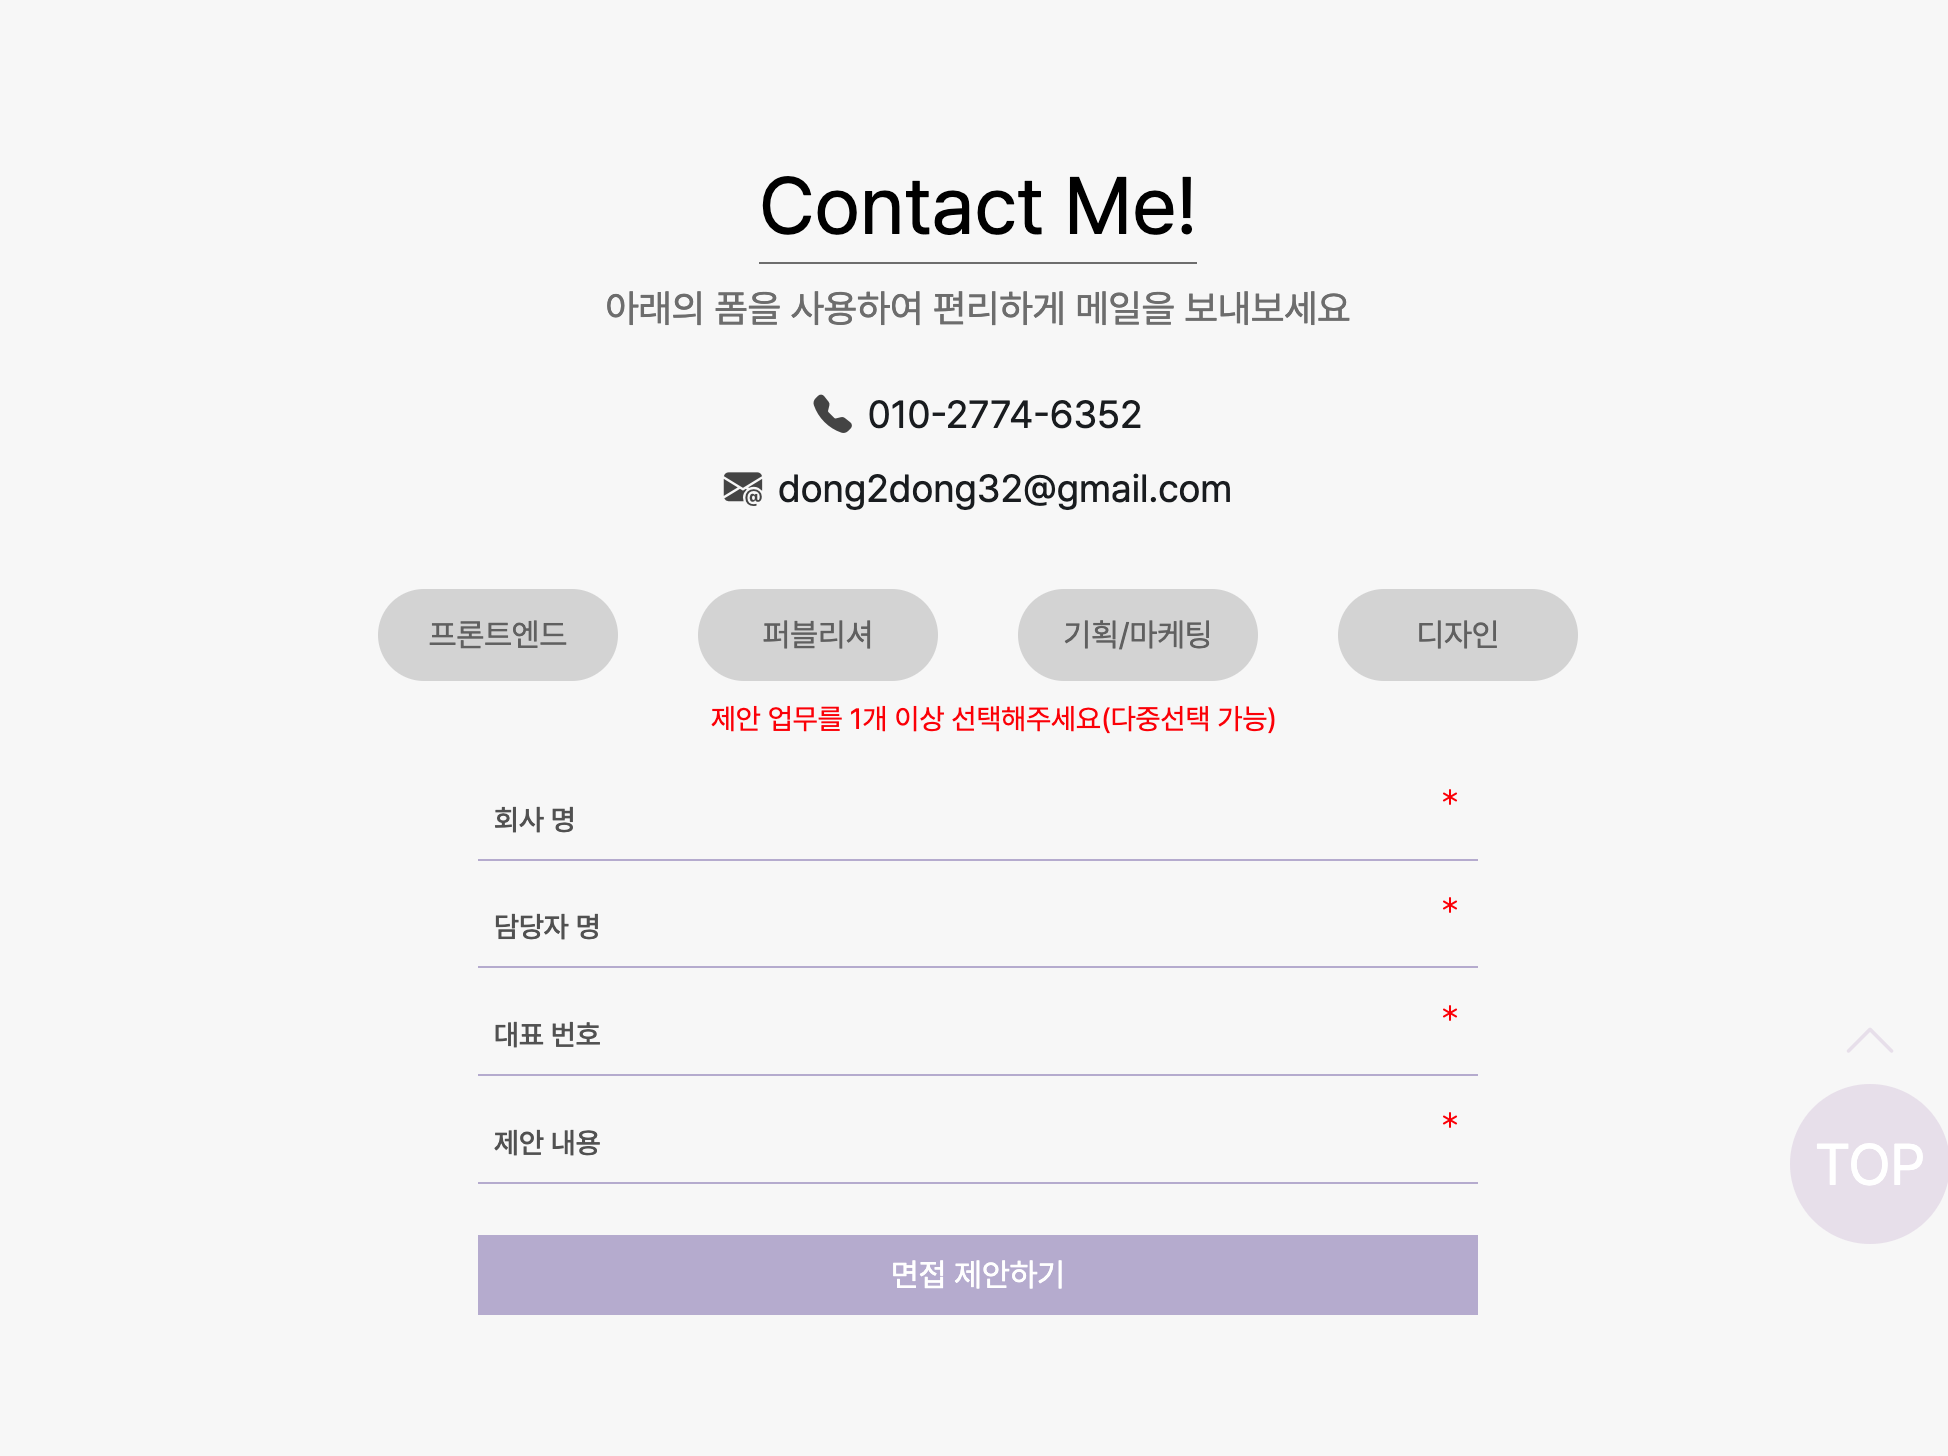 Contact Me!
아래의 폼을 사용하여 편리하게 메일을 보내보세요
010-2774-6352
dong2dong32@gmail.com
프론트엔드
퍼블리셔
기획/마케팅
디자인
제안 업무를 1개 이상 선택해주세요(다중선택 가능)
회사 명 *
담당자 명 *
대표 번호 *
제안 내용 *
TOP
면접 제안하기